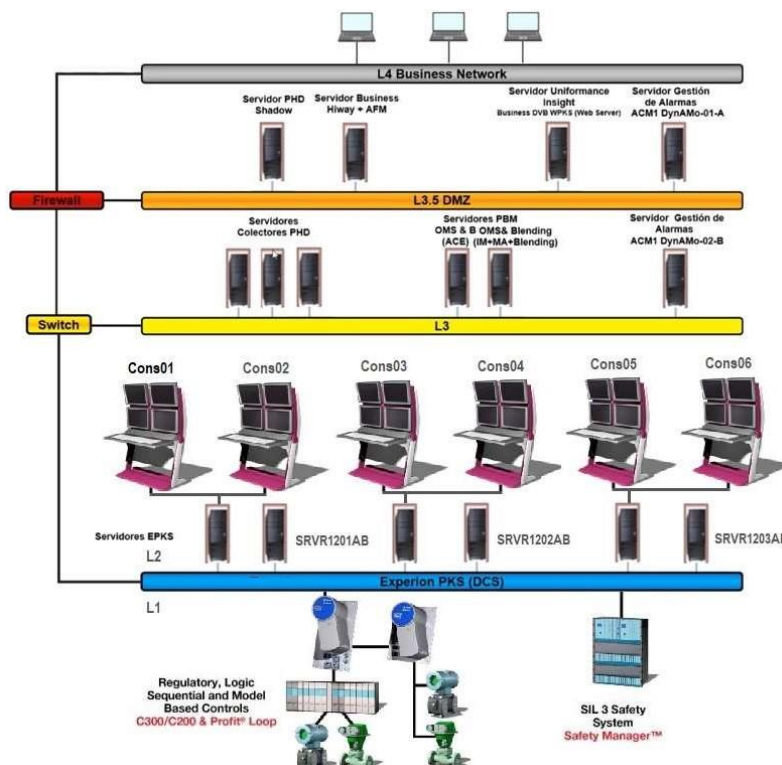 L4 Business Network
Servidor PHD
Shadow
Servidor Business
Hiway + AFM
Servidor Uniformance
Insight
Business DVB WPKS (Web Server)
Servidor Gestión
de Alarmas
ACM1 DynAMo-01-A
Firewall
L3.5 DMZ
Servidores
Colectores PHD
Servidores PBM
OMS & B OMS& Blending
(ACE) (IM+MA+Blending)
Servidor Gestión de
Alarmas
ACM1 DynAMo-02-B
Switch
L3
Cons01
Cons02
Cons03
Cons04
Cons05
Cons06
Servidores EPKS
SRVR1201AB
SRVR1202AB
SRVR1203AB
L2
Experion PKS (DCS)
L1
Regulatory, Logic
Sequential and Model
Based Controls
C300/C200 & Profit® Loop
SIL 3 Safety
System
Safety Manager™